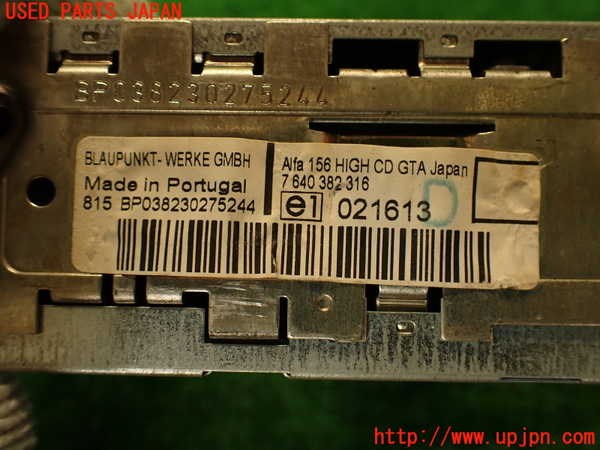 USED PARTS JAPAN
BP038230275244
BLAUPUNKT-WERKE GMBH
Made in Portugal
815 BP038230275244
Alfa 156 HIGH CD GTA Japan
7 640 382 316
e1 021613 D
http://www.upjpn.com/